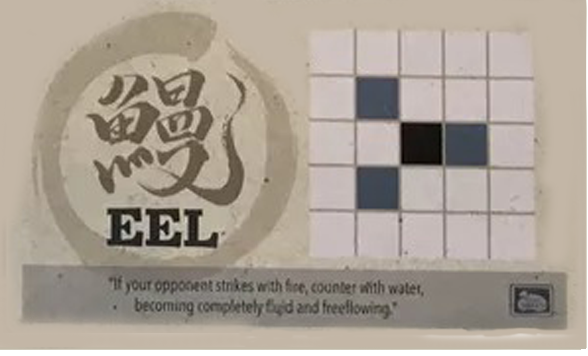 鰻
EEL
"If your opponent strikes with fire, counter with water,
becoming completely fluid and freeflowing."